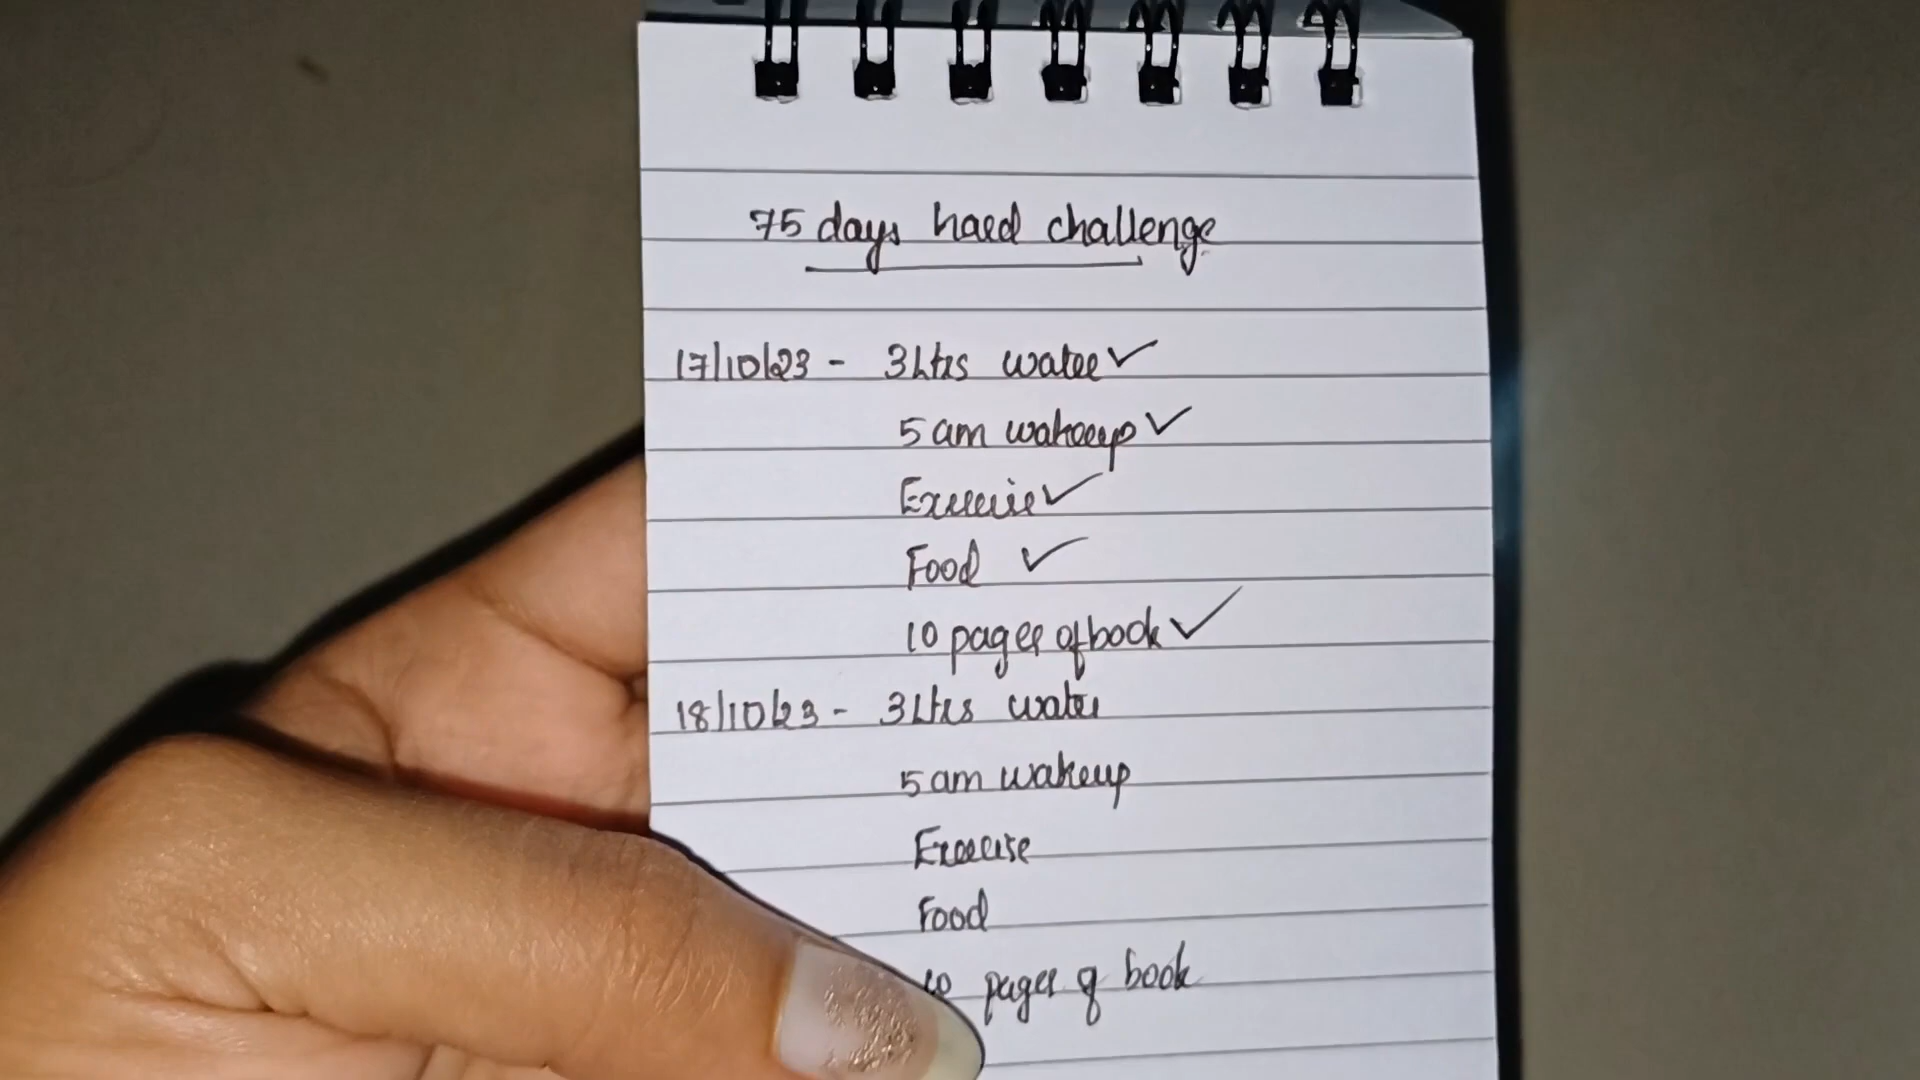 75 days hard challenge
17/10/23 - 3Ltrs water ✓
5 am wakeup ✓
Exercise ✓
Food ✓
10 pages of book ✓
18/10/23 - 3Ltrs water
5 am wakeup
Exercise
Food
10 pages of book